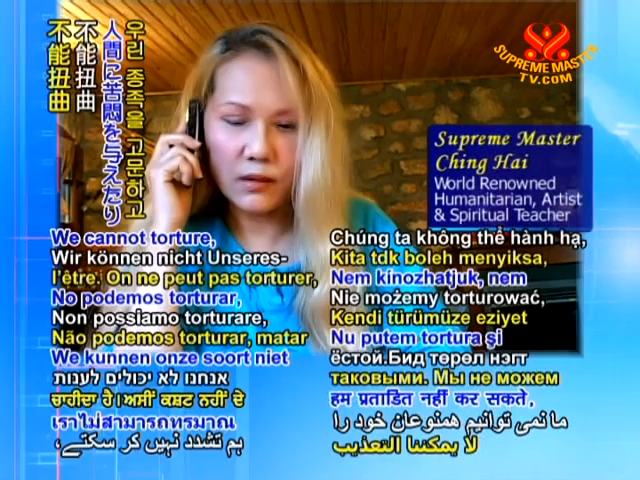 우린 종족을 고문하고
人間に苦悶を与えたり
不能扭曲
不能扭曲
SUPREME MASTER
TV.COM
Supreme Master
Ching Hai
World Renowned
Humanitarian, Artist
& Spiritual Teacher
We cannot torture,
Wir können nicht Unseres-
l'être. On ne peut pas torturer,
No podemos torturar,
Non possiamo torturare,
Não podemos torturar, matar
We kunnen onze soort niet
אנחנו לא יכולים לענות
ਚਾਹੀਦਾ ਹੈ। ਅਸੀਂ ਕਸ਼ਟ ਨਹੀਂ ਦੇ
เราไม่สามารถทรมาณ
ہم تشدد نہیں کر سکتے،
Chúng ta không thể hành hạ,
Kita tdk boleh menyiksa,
Nem kínozhatjuk, nem
Nie możemy torturować,
Kendi türümüze eziyet
Nu putem tortura şi
ёстой.Бид төрөл нэгт
таковыми. Мы не можем
हम प्रताडित नहीं कर सकते,
ما نمی توانیم همنوعان خود را
لا يمكننا التعذيب